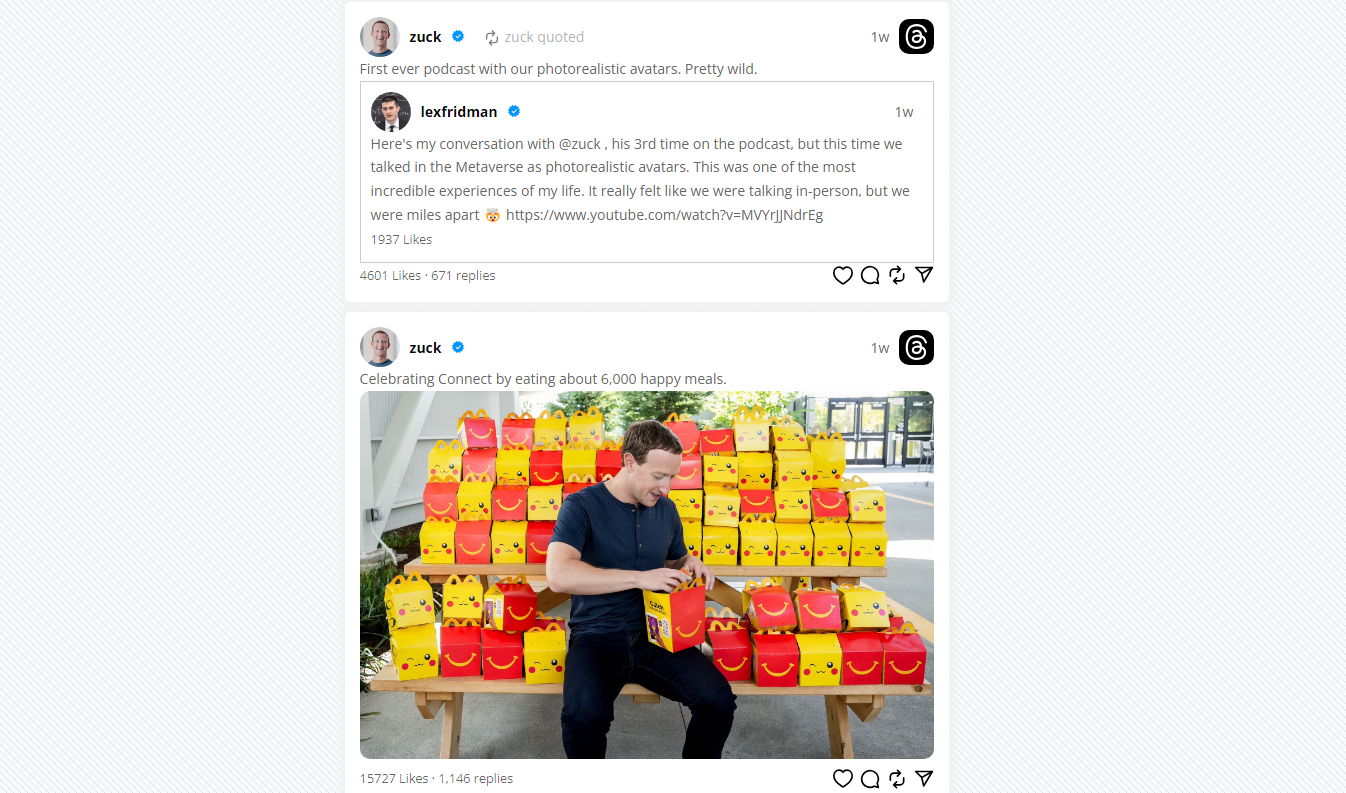 zuck zuck quoted 1w
First ever podcast with our photorealistic avatars. Pretty wild.
lexfridman 1w
Here's my conversation with @zuck , his 3rd time on the podcast, but this time we
talked in the Metaverse as photorealistic avatars. This was one of the most
incredible experiences of my life. It really felt like we were talking in-person, but we
were miles apart 🤯 https://www.youtube.com/watch?v=MVYrJJNdrEg
1937 Likes
4601 Likes · 671 replies
zuck 1w
Celebrating Connect by eating about 6,000 happy meals.
15727 Likes · 1,146 replies